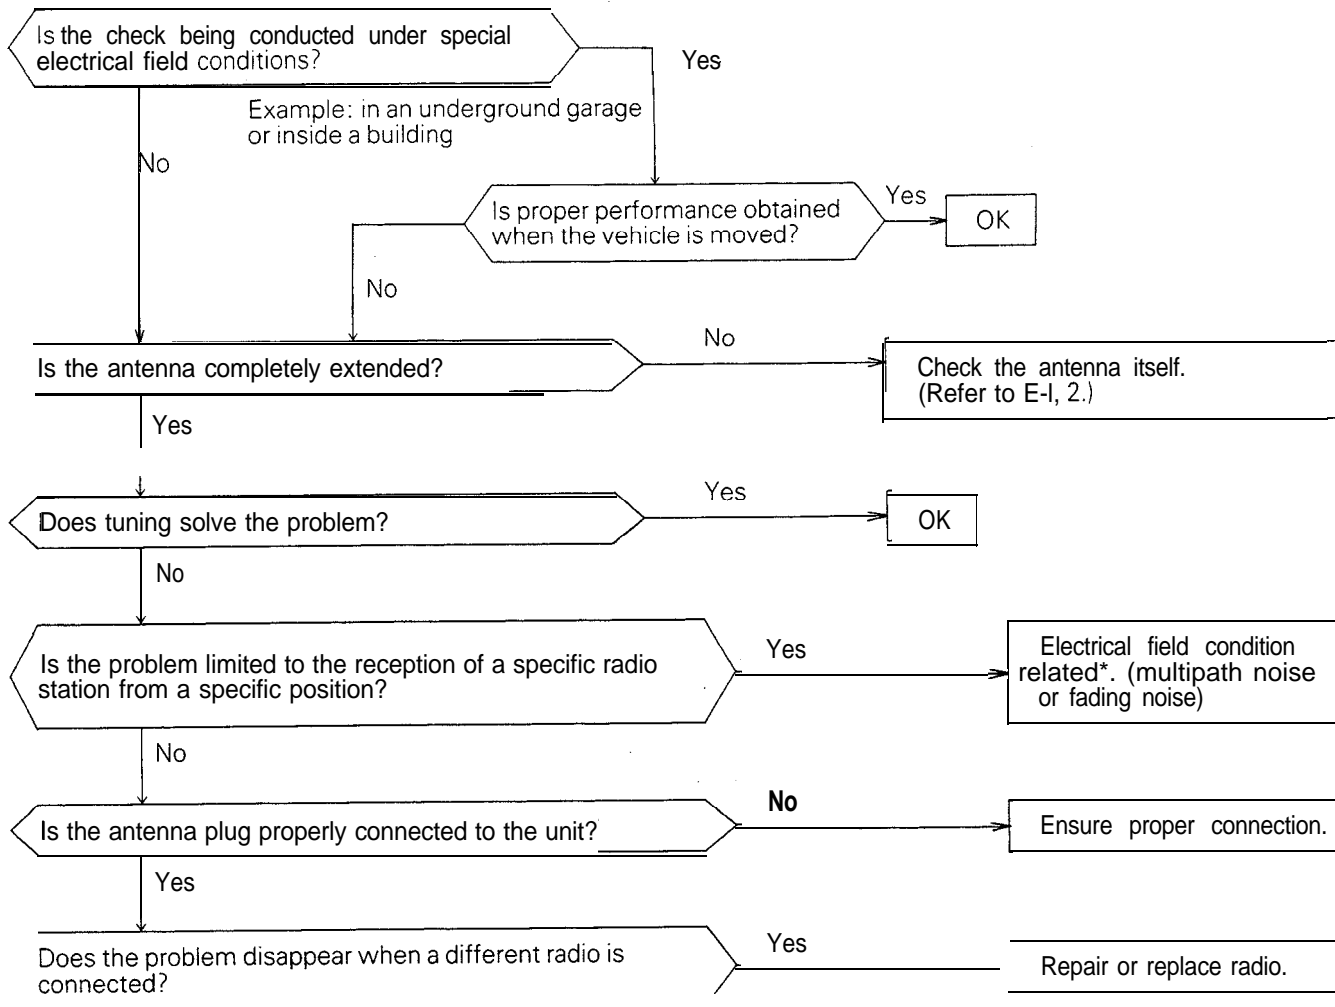 Is the check being conducted under special
electrical field conditions?
Yes
Example: in an underground garage
or inside a building
No
Is proper performance obtained
when the vehicle is moved?
Yes
OK
No
Is the antenna completely extended?
No
Check the antenna itself.
(Refer to E-I, 2.)
Yes
Does tuning solve the problem?
Yes
OK
No
Is the problem limited to the reception of a specific radio
station from a specific position?
Yes
Electrical field condition
related*. (multipath noise
or fading noise)
No
Is the antenna plug properly connected to the unit?
No
Ensure proper connection.
Yes
Does the problem disappear when a different radio is
connected?
Yes
Repair or replace radio.